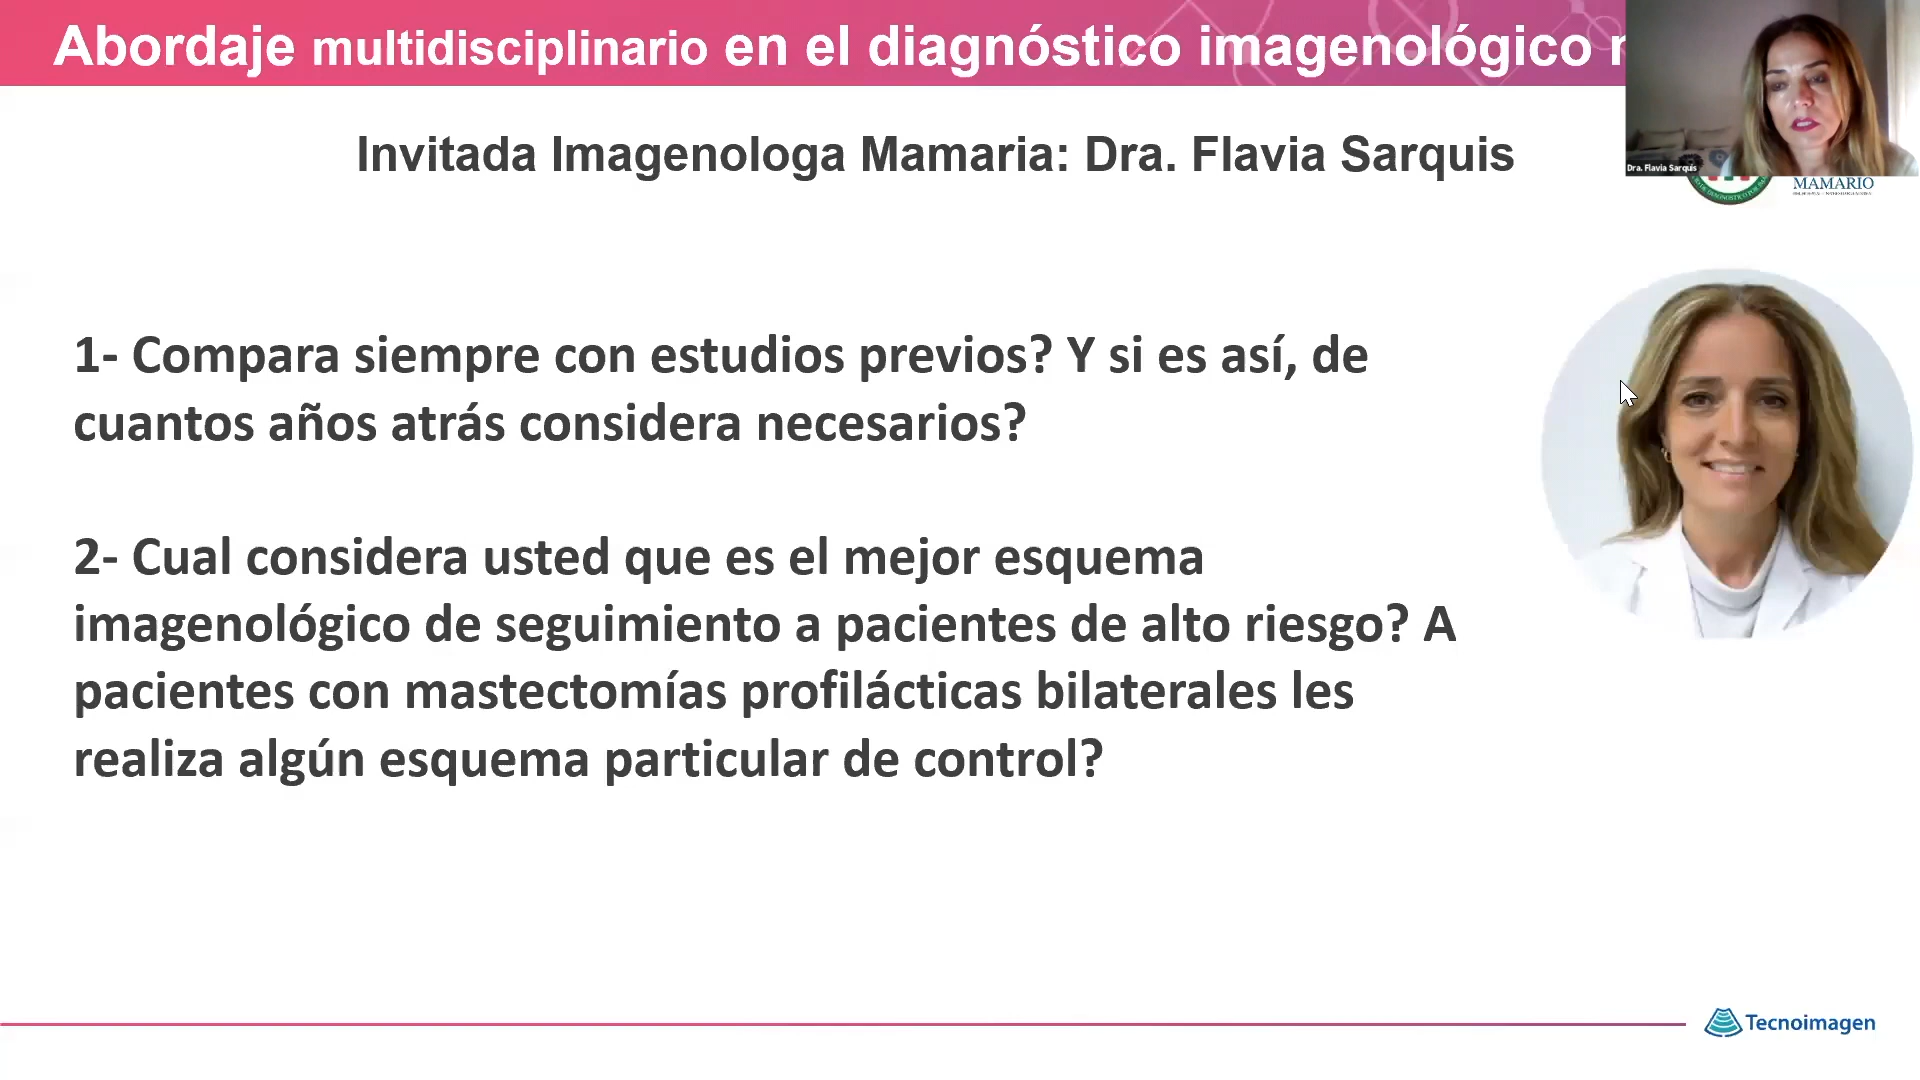 Abordaje multidisciplinario en el diagnóstico imagenológico
Invitada Imagenologa Mamaria: Dra. Flavia Sarquis
Dra. Flavia Sarquis
MAMARIO
1- Compara siempre con estudios previos? Y si es así, de
cuantos años atrás considera necesarios?
2- Cual considera usted que es el mejor esquema
imagenológico de seguimiento a pacientes de alto riesgo? A
pacientes con mastectomías profilácticas bilaterales les
realiza algún esquema particular de control?
Tecnoimagen